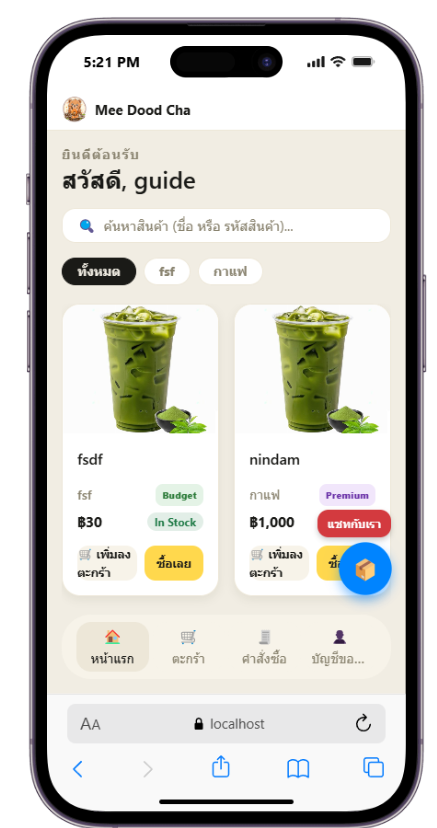 5:21 PM
Mee Dood Cha
ยินดีต้อนรับ
สวัสดี, guide
ค้นหาสินค้า (ชื่อ หรือ รหัสสินค้า)...
ทั้งหมด fsf กาแฟ
fsdf
fsf Budget
฿30 In Stock
เพิ่มลง
ตะกร้า
ซื้อเลย
nindam
กาแฟ Premium
฿1,000
แชทกับเรา
เพิ่มลง
ตะกร้า
หน้าแรก ตะกร้า คำสั่งซื้อ บัญชีขอ...
AA localhost